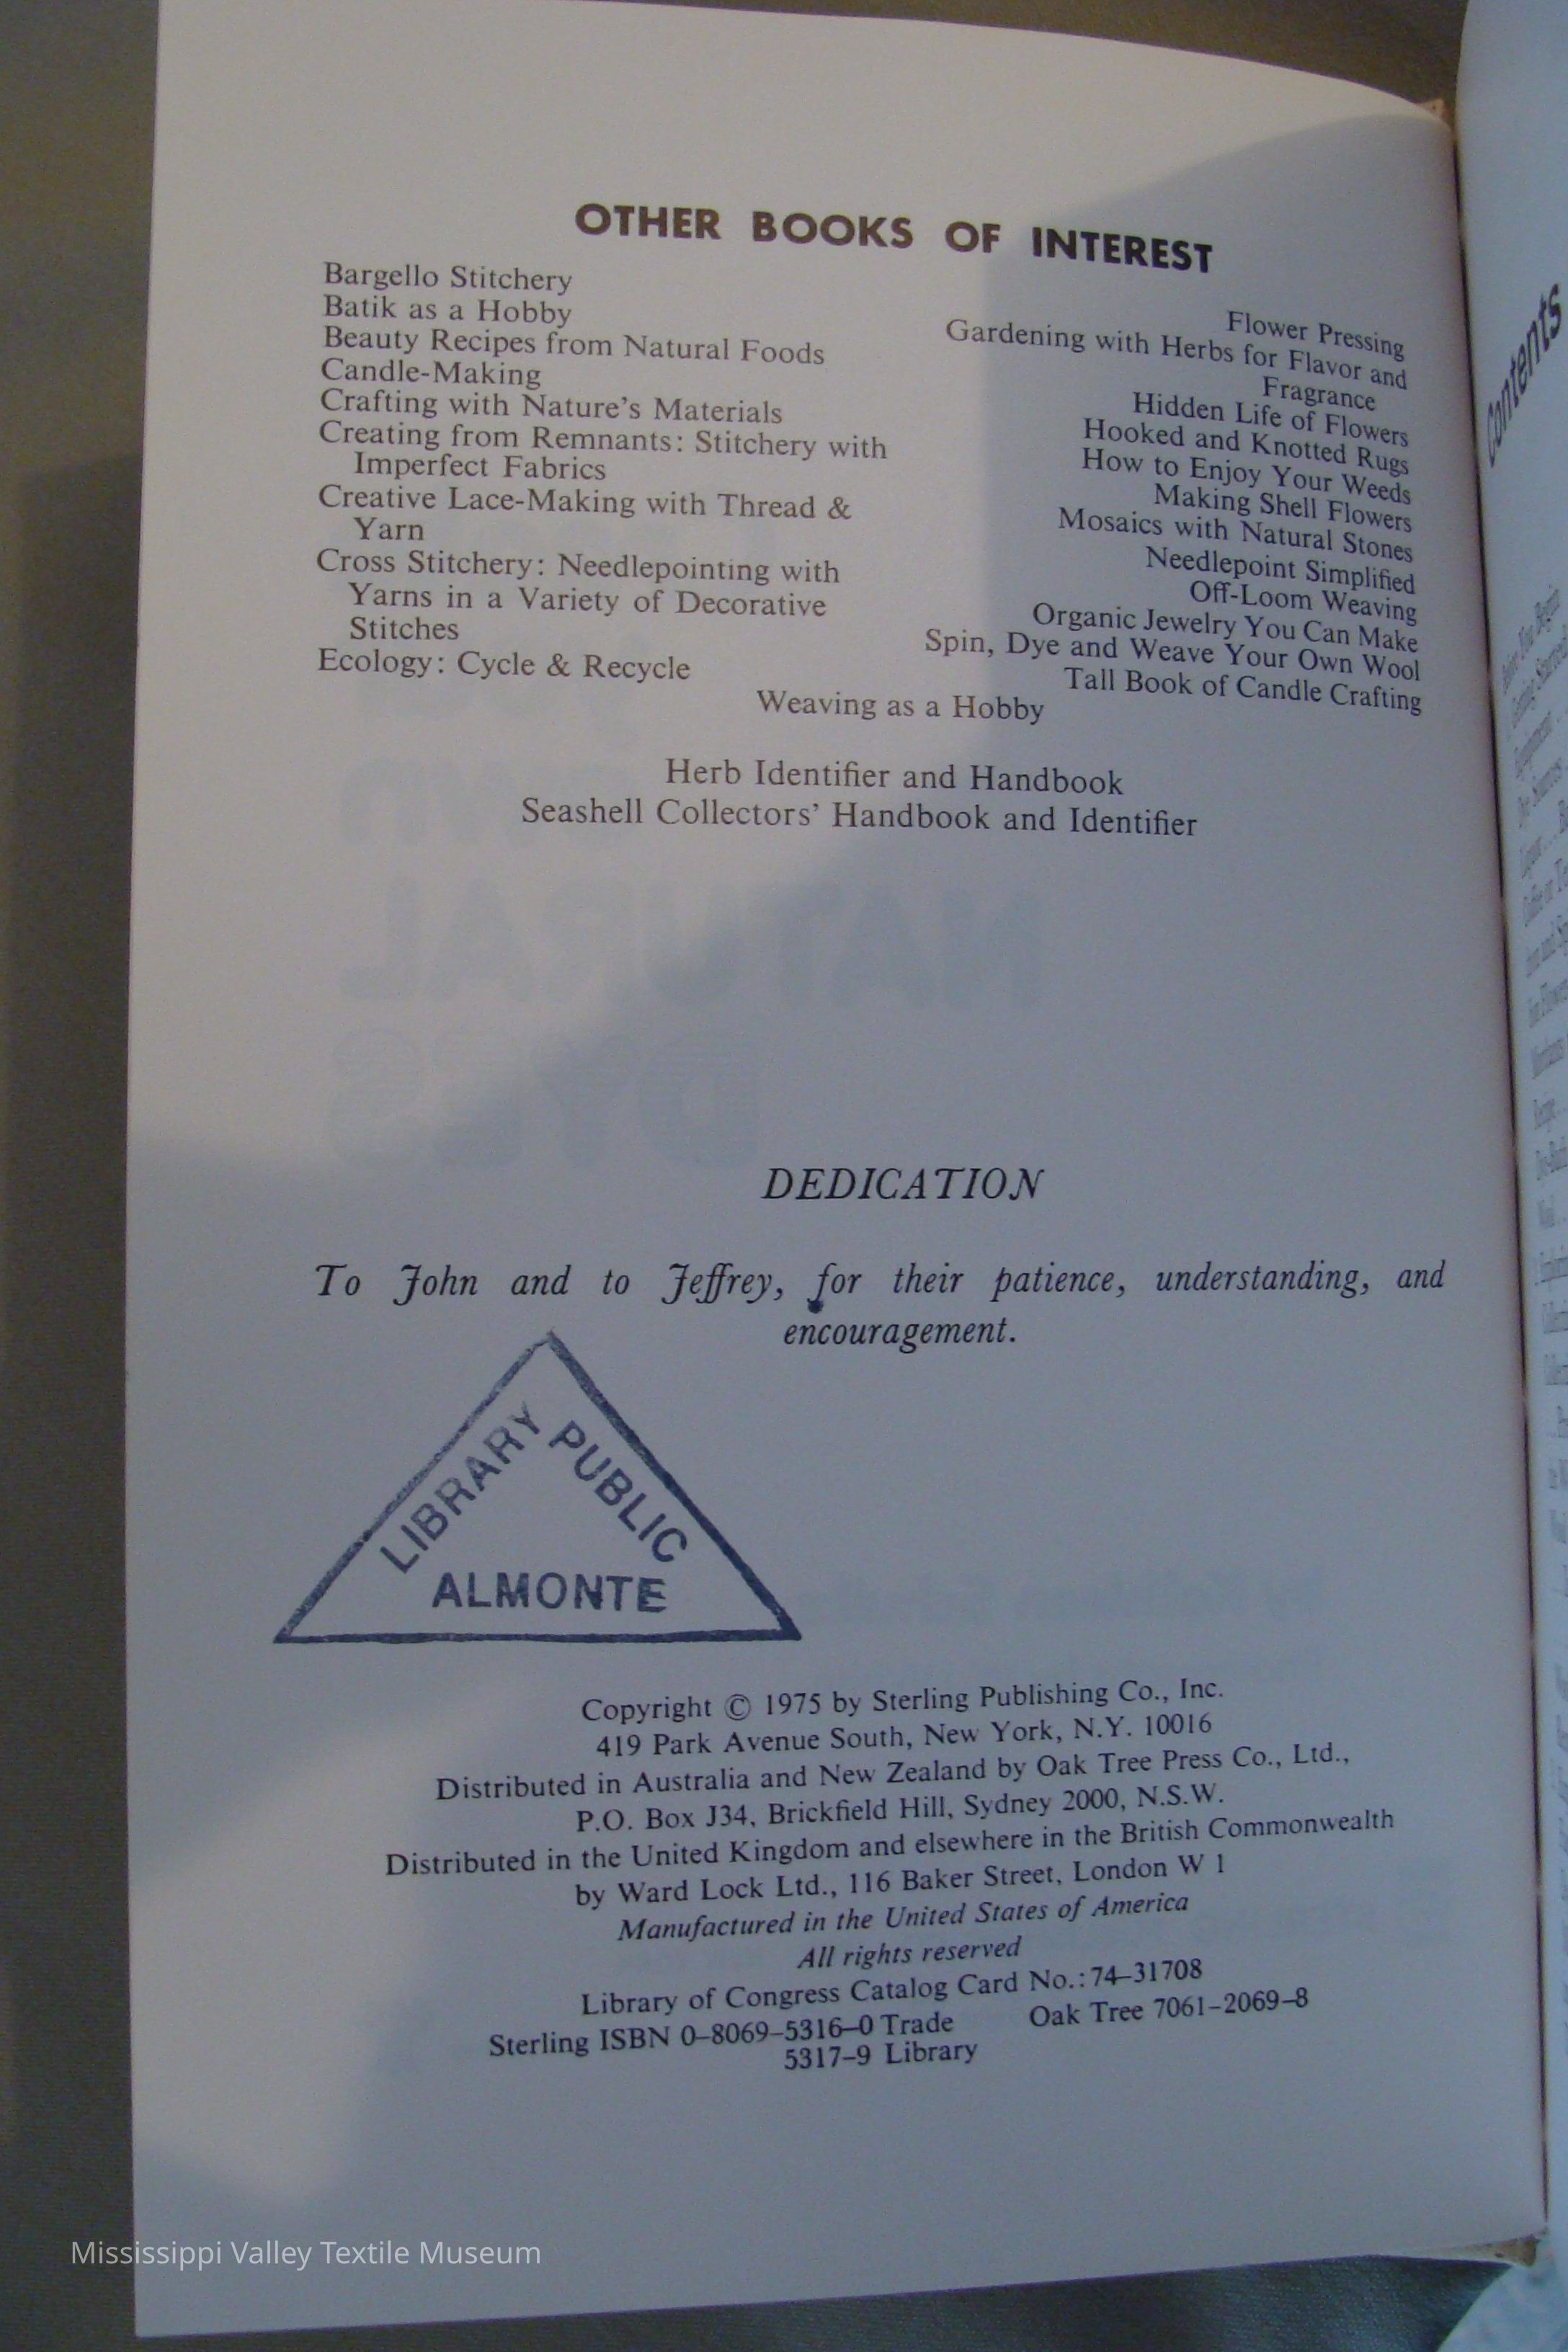 OTHER BOOKS OF INTEREST
Bargello Stitchery
Batik as a Hobby
Beauty Recipes from Natural Foods
Candle-Making
Crafting with Nature's Materials
Creating from Remnants: Stitchery with
Imperfect Fabrics
Creative Lace-Making with Thread &
Yarn
Cross Stitchery: Needlepointing with
Yarns in a Variety of Decorative
Stitches
Ecology: Cycle & Recycle
Flower Pressing
Gardening with Herbs for Flavor and
Fragrance
Hidden Life of Flowers
Hooked and Knotted Rugs
How to Enjoy Your Weeds
Making Shell Flowers
Mosaics with Natural Stones
Needlepoint Simplified
Off-Loom Weaving
Organic Jewelry You Can Make
Spin, Dye and Weave Your Own Wool
Tall Book of Candle Crafting
Weaving as a Hobby
Herb Identifier and Handbook
Seashell Collectors' Handbook and Identifier
DEDICATION
To John and to Jeffrey, for their patience, understanding, and
encouragement.
LIBRARY
PUBLIC
ALMONTE
Copyright © 1975 by Sterling Publishing Co., Inc.
419 Park Avenue South, New York, N.Y. 10016
Distributed in Australia and New Zealand by Oak Tree Press Co., Ltd.,
P.O. Box J34, Brickfield Hill, Sydney 2000, N.S.W.
Distributed in the United Kingdom and elsewhere in the British Commonwealth
by Ward Lock Ltd., 116 Baker Street, London W 1
Manufactured in the United States of America
All rights reserved
Library of Congress Catalog Card No.: 74-31708
Sterling ISBN 0-8069-5316-0 Trade Oak Tree 7061-2069-8
5317-9 Library
Contents
Mississippi Valley Textile Museum